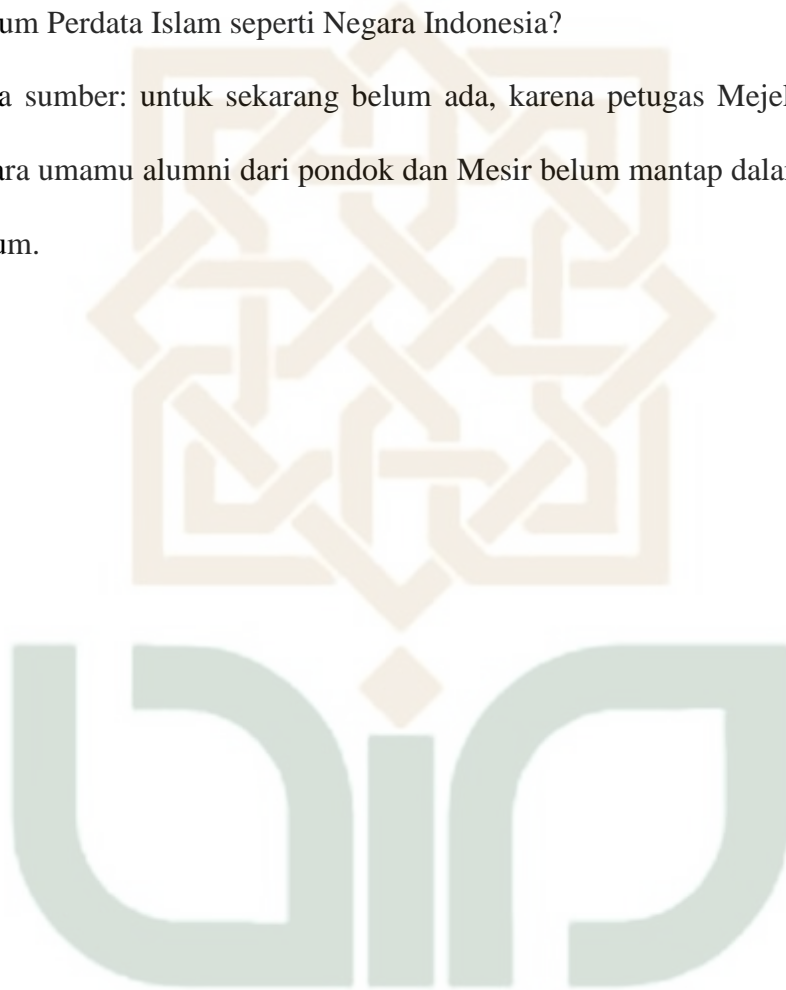 um Perdata Islam seperti Negara Indonesia?
a sumber: untuk sekarang belum ada, karena petugas Mejel
ara umamu alumni dari pondok dan Mesir belum mantap dalam
um.